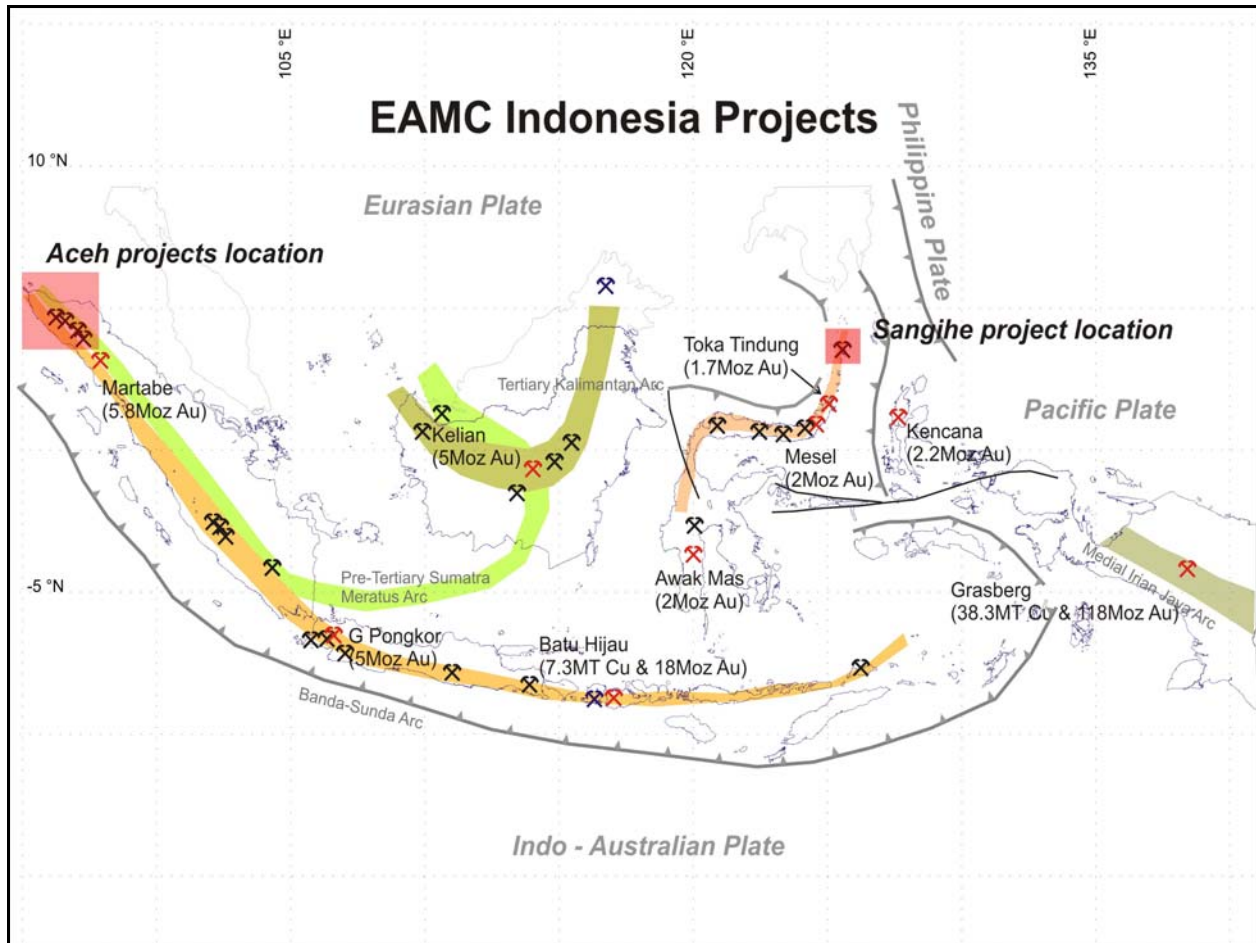 105 °E
120 °E
135 °E
EAMC Indonesia Projects
10 °N
Philippine Plate
Eurasian Plate
Aceh projects location
Sangihe project location
Toka Tindung
(1.7Moz Au)
Martabe
(5.8Moz Au)
Tertiary Kalimantan Arc
Pacific Plate
Kelian
(5Moz Au)
Kencana
(2.2Moz Au)
Mesel
(2Moz Au)
-5 °N
Pre-Tertiary Sumatra
Meratus Arc
Awak Mas
(2Moz Au)
Medial Irian Jaya Arc
Grasberg
(38.3MT Cu & 118Moz Au)
G Pongkor
(5Moz Au)
Batu Hijau
(7.3MT Cu & 18Moz Au)
Banda-Sunda Arc
Indo - Australian Plate